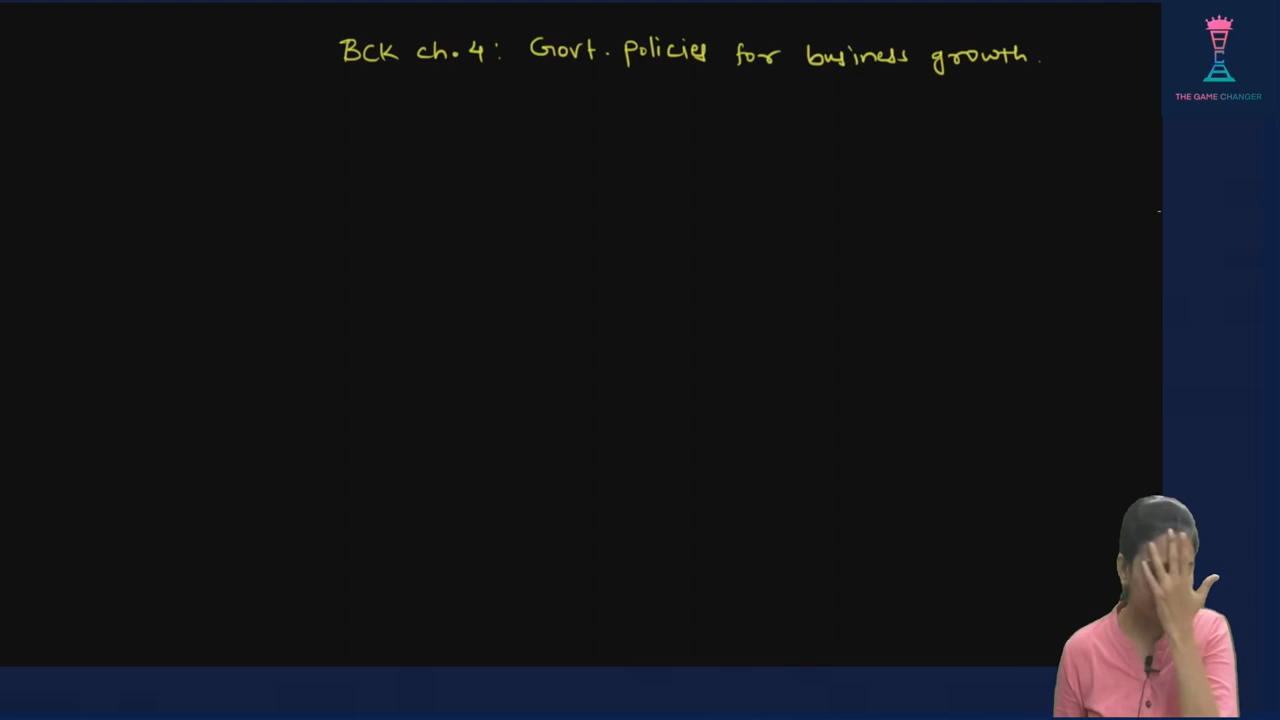 BCK ch. 4 : Govt. policies for business growth.
THE GAME CHANGER